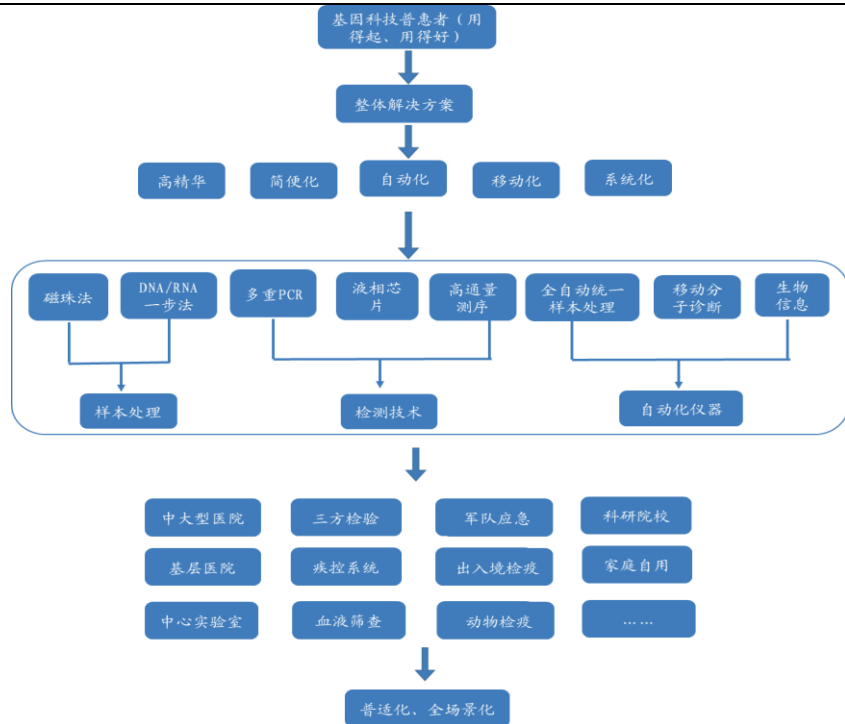 基因科技普惠者（用
得起、用得好）
整体解决方案
高精华
简便化
自动化
移动化
系统化
磁珠法
DNA/RNA
一步法
多重PCR
液相芯
片
高通量
测序
全自动统一
样本处理
移动分
子诊断
生物
信息
样本处理
检测技术
自动化仪器
中大型医院
三方检验
军队应急
科研院校
基层医院
疾控系统
出入境检疫
家庭自用
中心实验室
血液筛查
动物检疫
……
普适化、全场景化